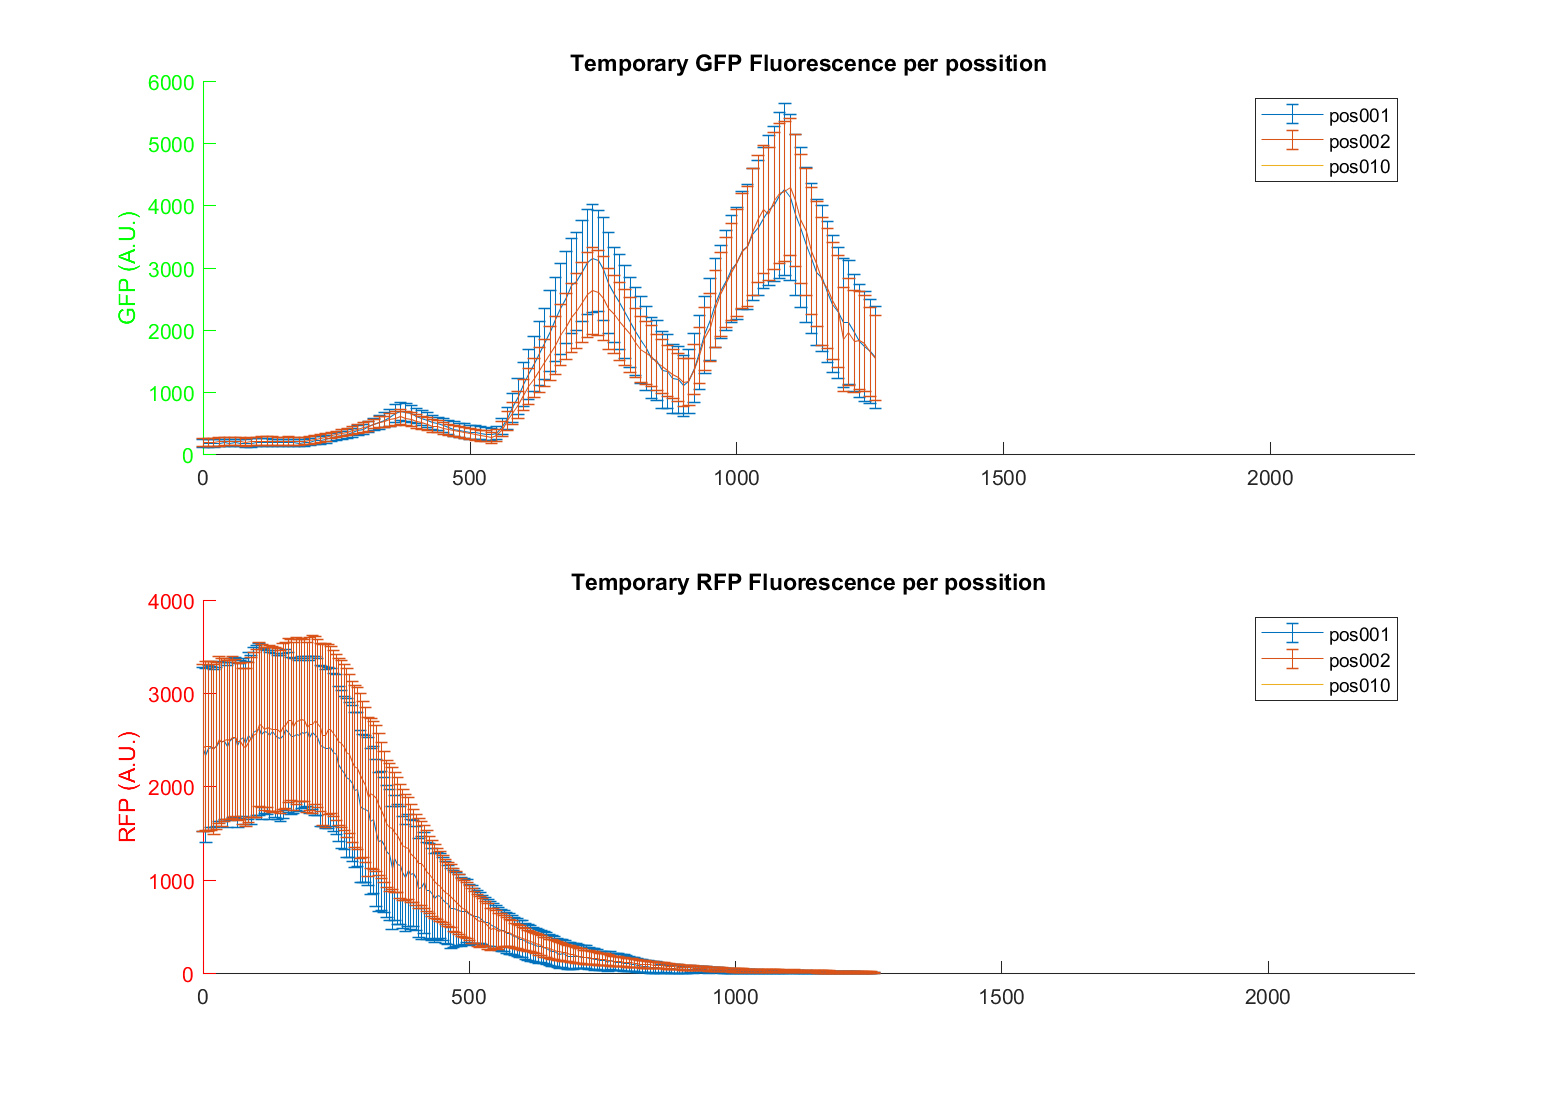 Temporary GFP Fluorescence per possition
6000
5000
4000
3000
2000
1000
0
GFP (A.U.)
0 500 1000 1500 2000
pos001
pos002
pos010
Temporary RFP Fluorescence per possition
4000
3000
2000
1000
0
RFP (A.U.)
0 500 1000 1500 2000
pos001
pos002
pos010